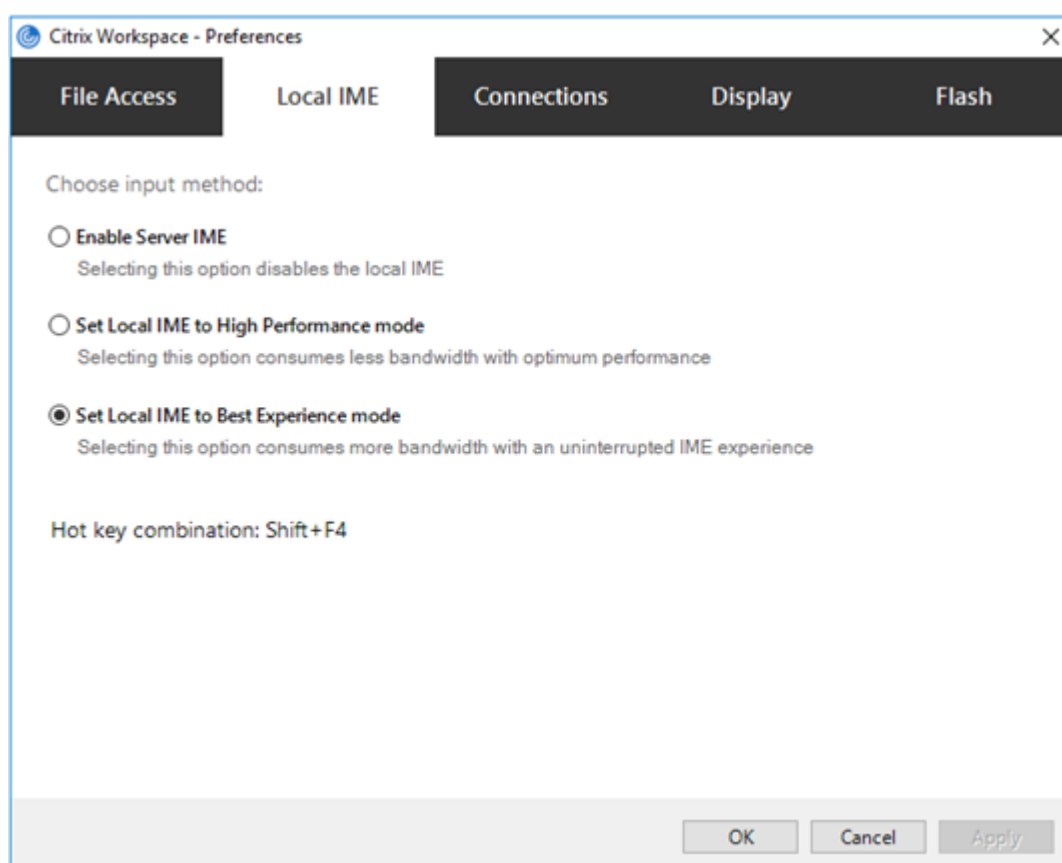 Citrix Workspace - Preferences
File Access Local IME Connections Display Flash
Choose input method:
Enable Server IME
Selecting this option disables the local IME
Set Local IME to High Performance mode
Selecting this option consumes less bandwidth with optimum performance
Set Local IME to Best Experience mode
Selecting this option consumes more bandwidth with an uninterrupted IME experience
Hot key combination: Shift+F4
OK Cancel Apply